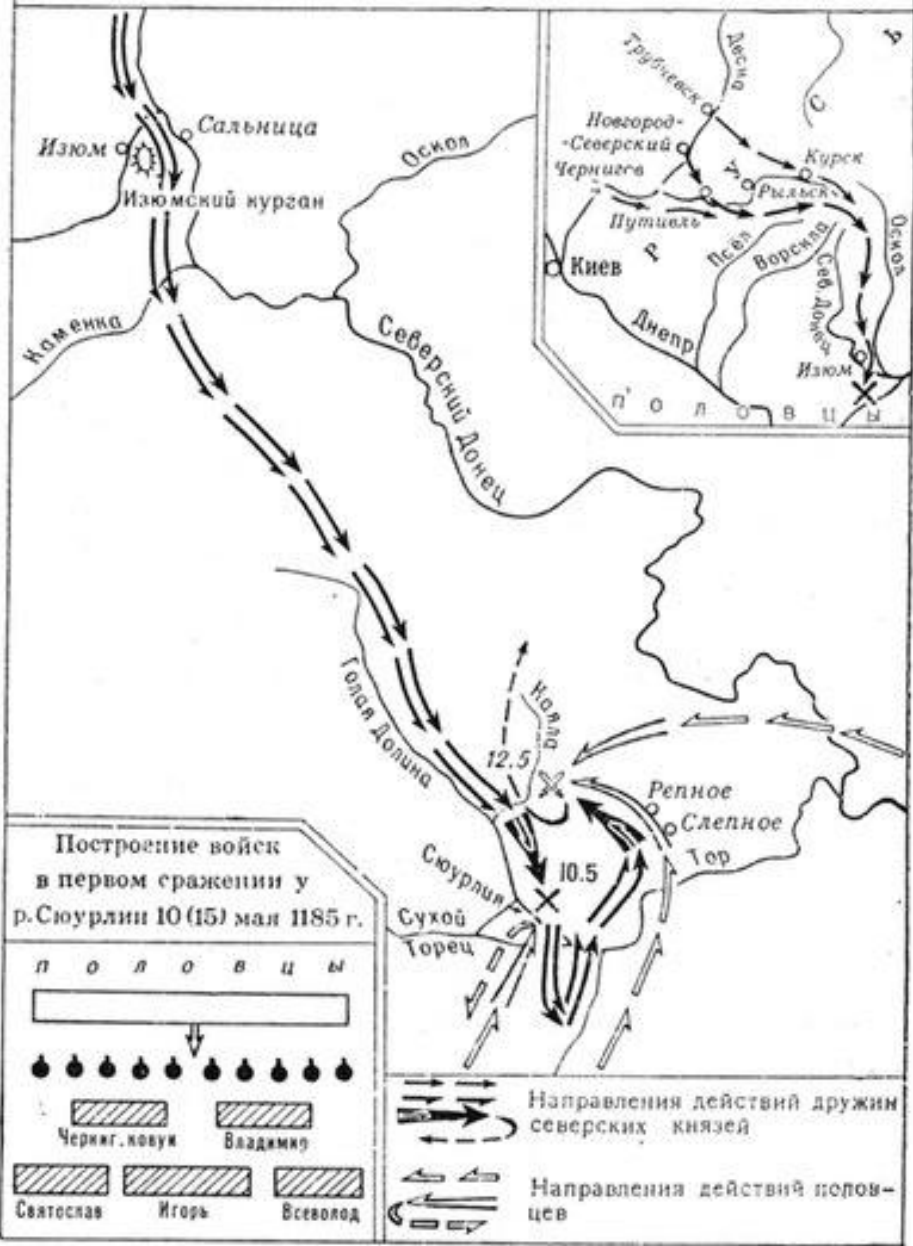 Изюм
Сальница
Изюмский курган
Оскол
Каменка
Северский Донец
Голая Долина
Каяла
12.5
Репное
Слепное
Тор
10.5
Сюурлия
Сухой
Торец
Десна
Трубчевск
Новгород-
-Северский
Чернигов
Курск
Рыльск
Путивль
Р
У
С
Ь
Псел
Ворскла
Сев. Донец
Оскол
Киев
Днепр
Изюм
П О Л О В Ц Ы
Построение войск
в первом сражении у
р. Сюурлии 10 (15) мая 1185 г.
П О Л О В Ц Ы
Черниг. ковуи
Владимир
Святослав
Игорь
Всеволод
Направления действий дружин
северских князей
Направления действий полов-
цев